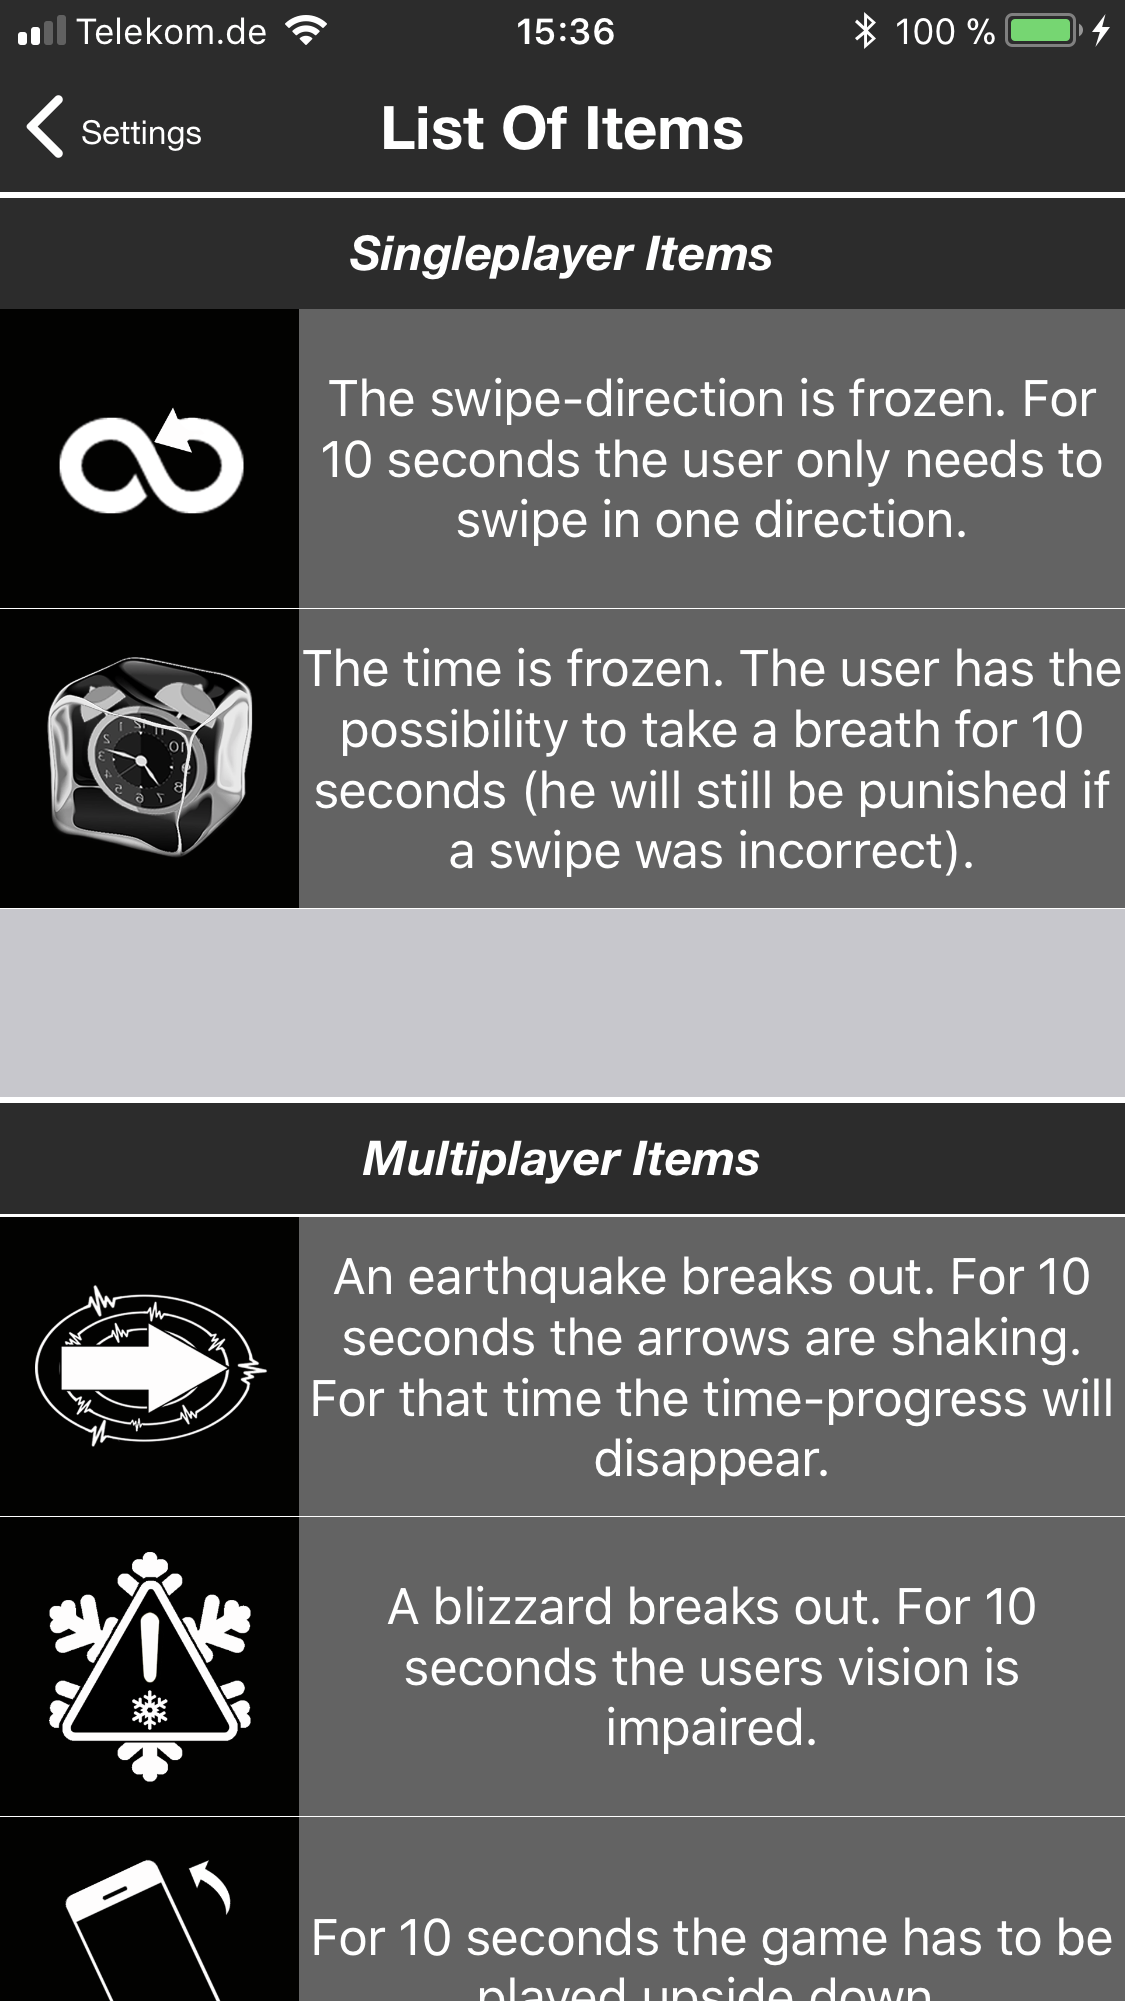 Telekom.de 15:36 100 %
Settings List Of Items
Singleplayer Items
The swipe-direction is frozen. For
10 seconds the user only needs to
swipe in one direction.
The time is frozen. The user has the
possibility to take a breath for 10
seconds (he will still be punished if
a swipe was incorrect).
Multiplayer Items
An earthquake breaks out. For 10
seconds the arrows are shaking.
For that time the time-progress will
disappear.
A blizzard breaks out. For 10
seconds the users vision is
impaired.
For 10 seconds the game has to be
played upside down